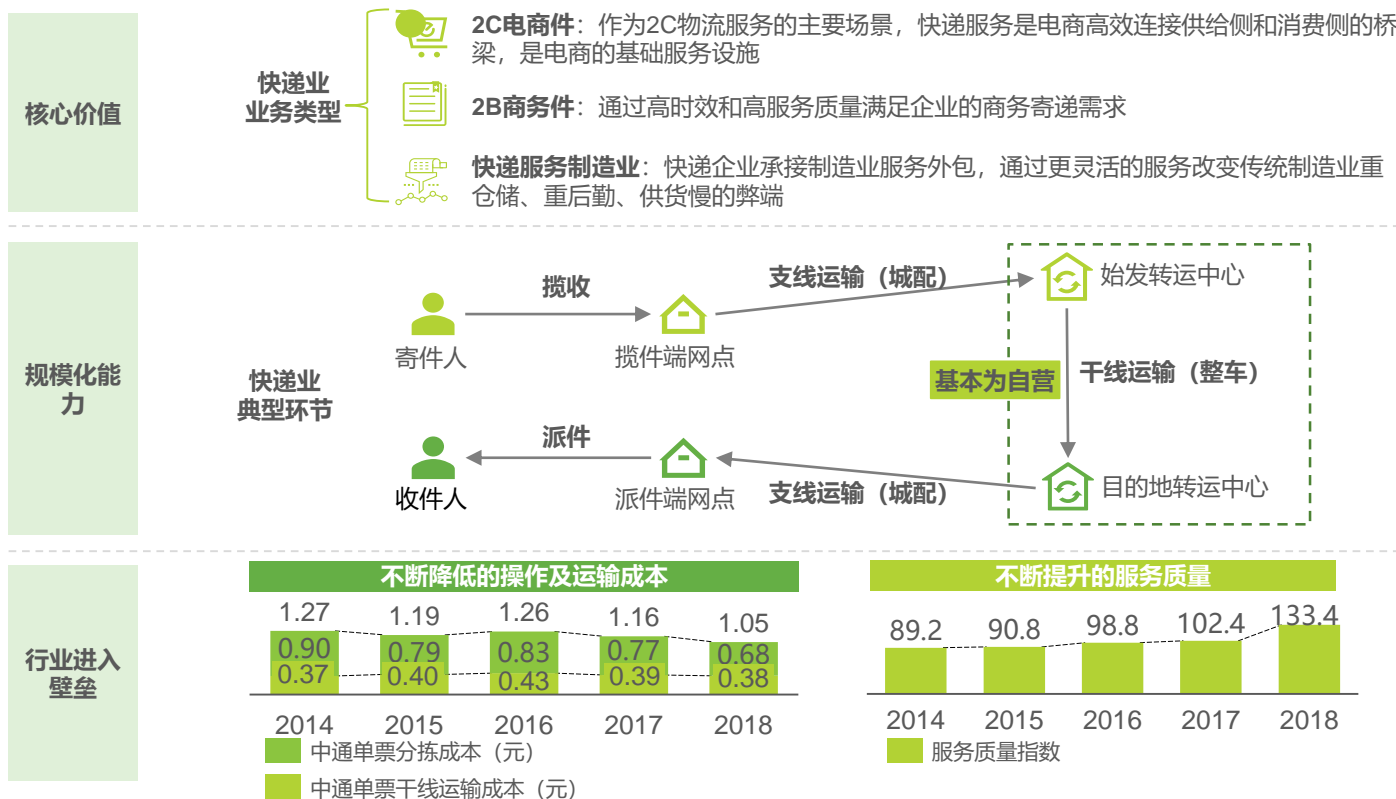 核心价值
快递业
业务类型
2C电商件：作为2C物流服务的主要场景，快递服务是电商高效连接供给侧和消费侧的桥
梁，是电商的基础服务设施
2B商务件：通过高时效和高服务质量满足企业的商务寄递需求
快递服务制造业：快递企业承接制造业服务外包，通过更灵活的服务改变传统制造业重
仓储、重后勤、供货慢的弊端
规模化能
力
快递业
典型环节
寄件人
揽收
揽件端网点
支线运输（城配）
始发转运中心
基本为自营
干线运输（整车）
收件人
派件
派件端网点
支线运输（城配）
目的地转运中心
行业进入
壁垒
不断降低的操作及运输成本
1.27 1.19 1.26 1.16 1.05
0.90 0.79 0.83 0.77 0.68
0.37 0.40 0.43 0.39 0.38
2014 2015 2016 2017 2018
中通单票分拣成本（元）
中通单票干线运输成本（元）
不断提升的服务质量
89.2 90.8 98.8 102.4 133.4
2014 2015 2016 2017 2018
服务质量指数